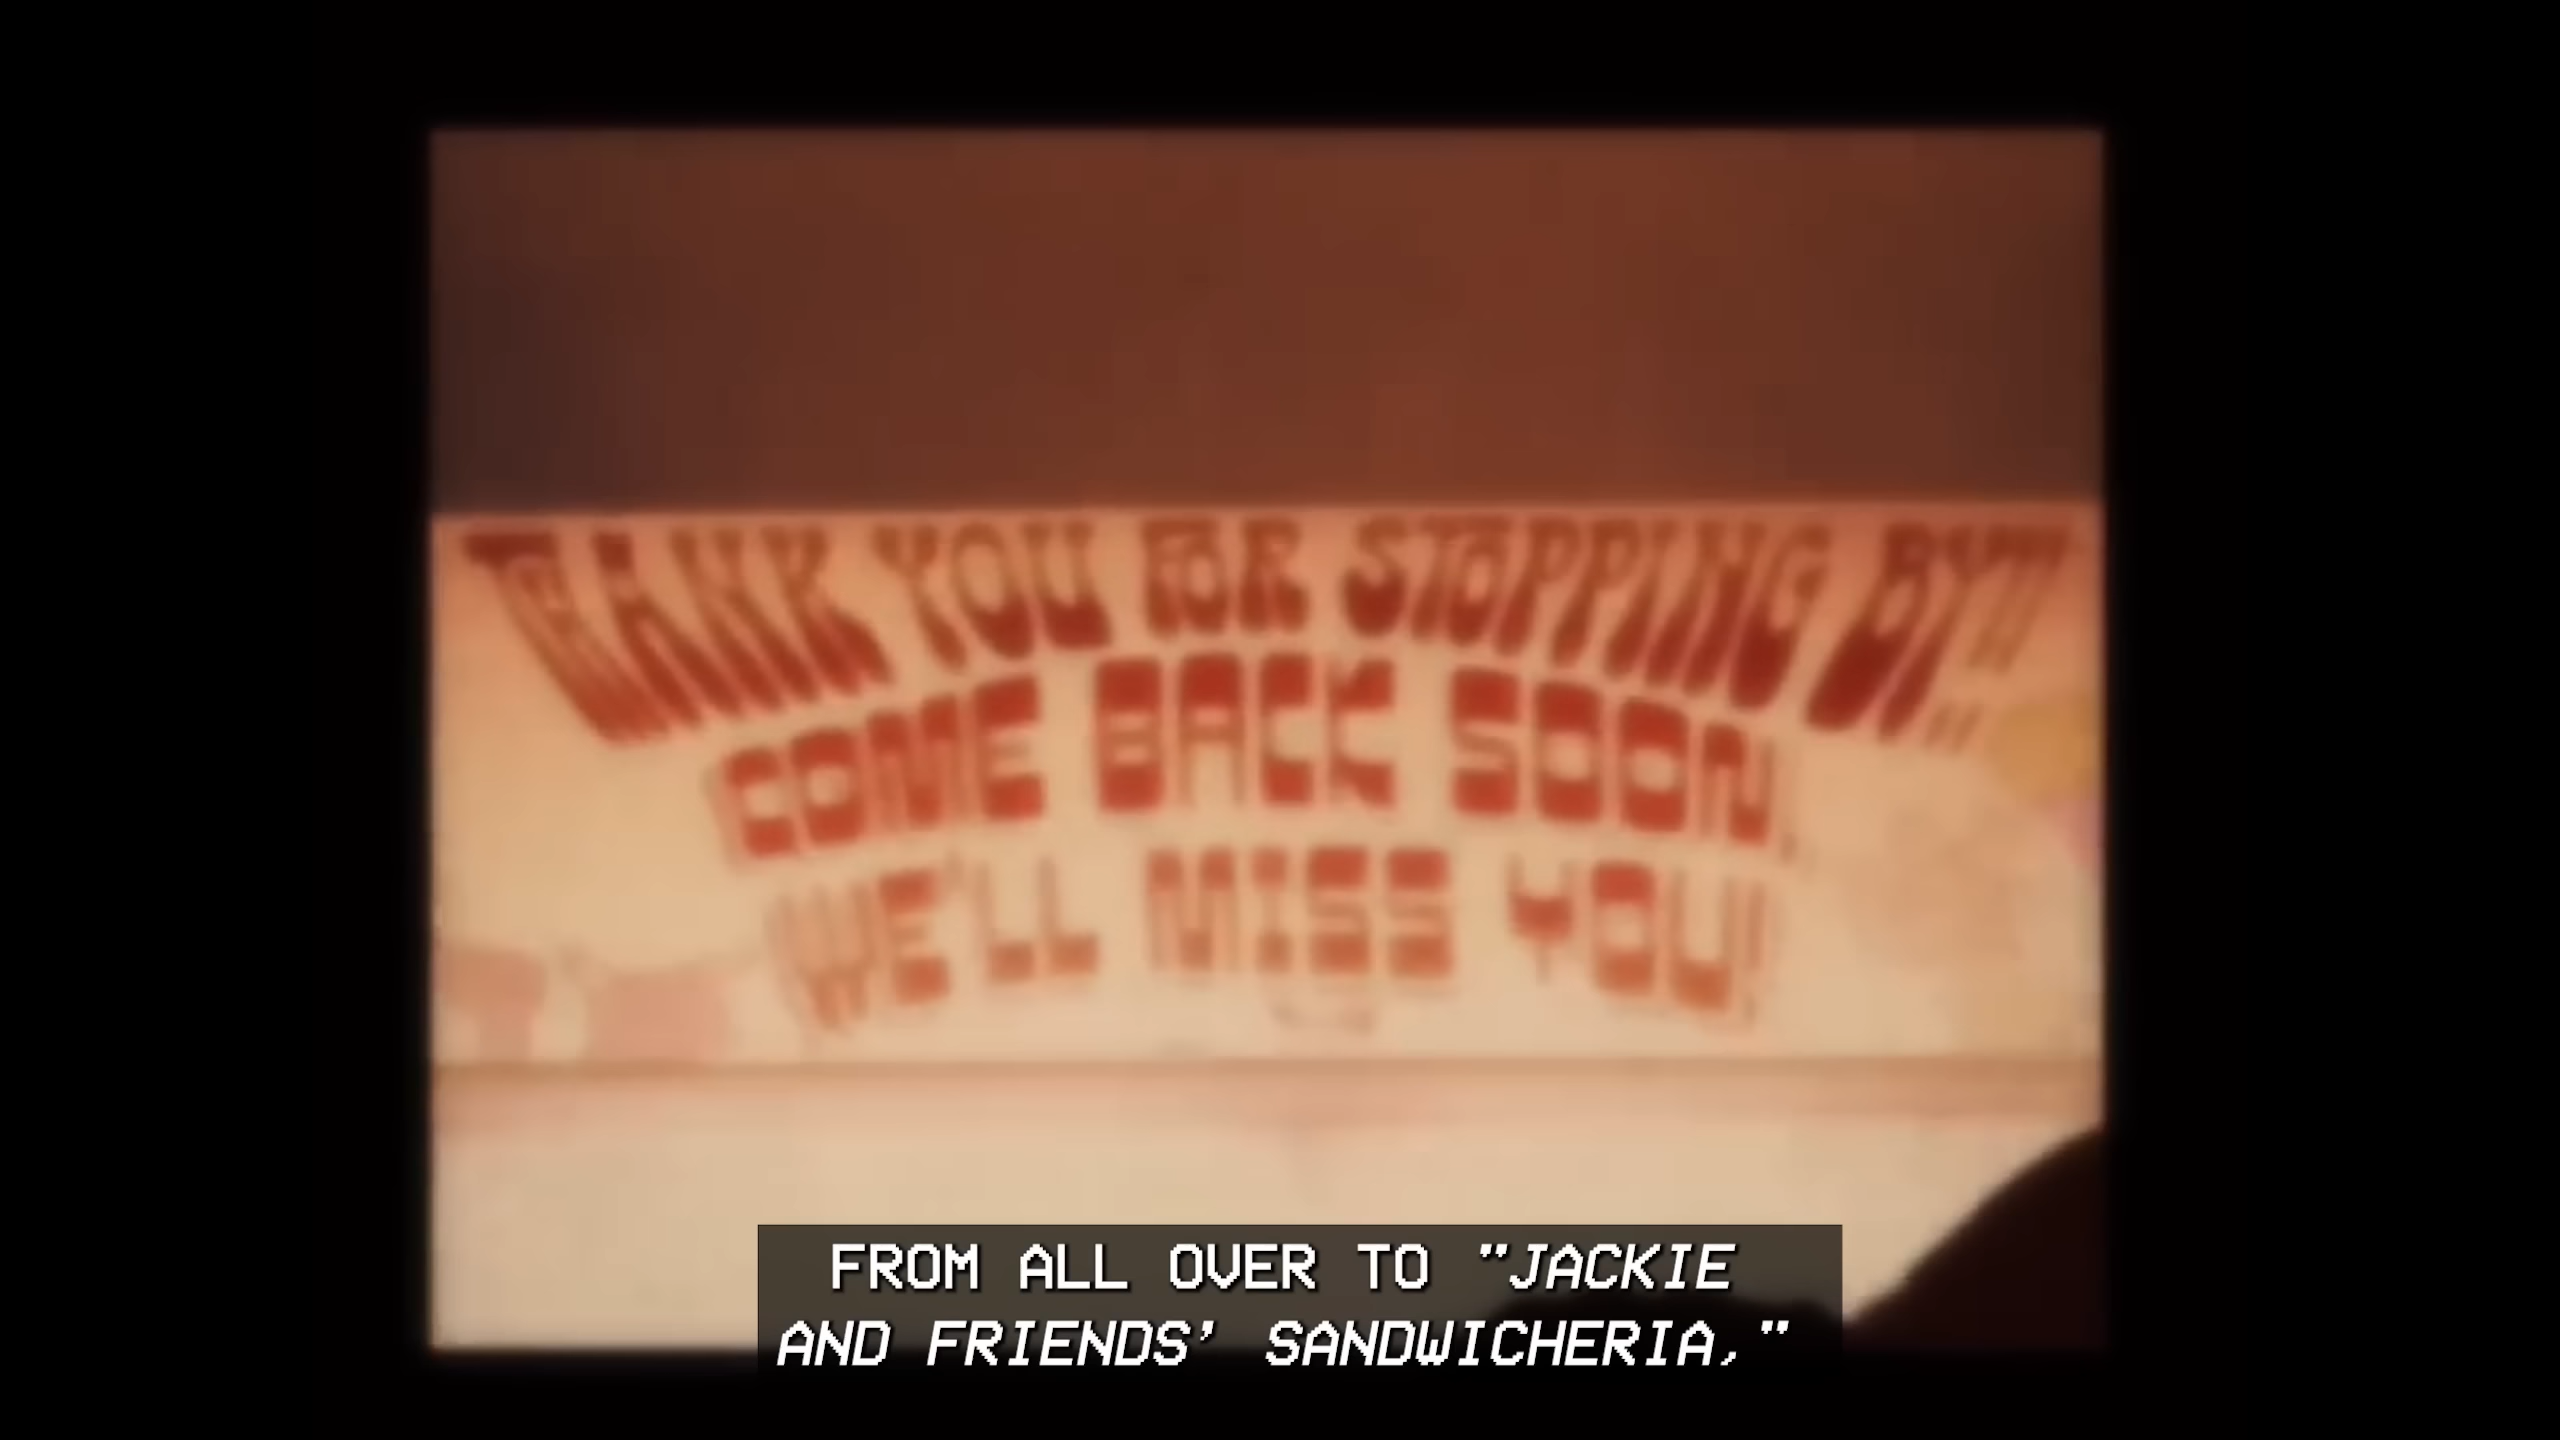 THANK YOU FOR STOPPING BY!!
COME BACK SOON,
WE'LL MISS YOU!
FROM ALL OVER TO "JACKIE
AND FRIENDS' SANDWICHERIA,"